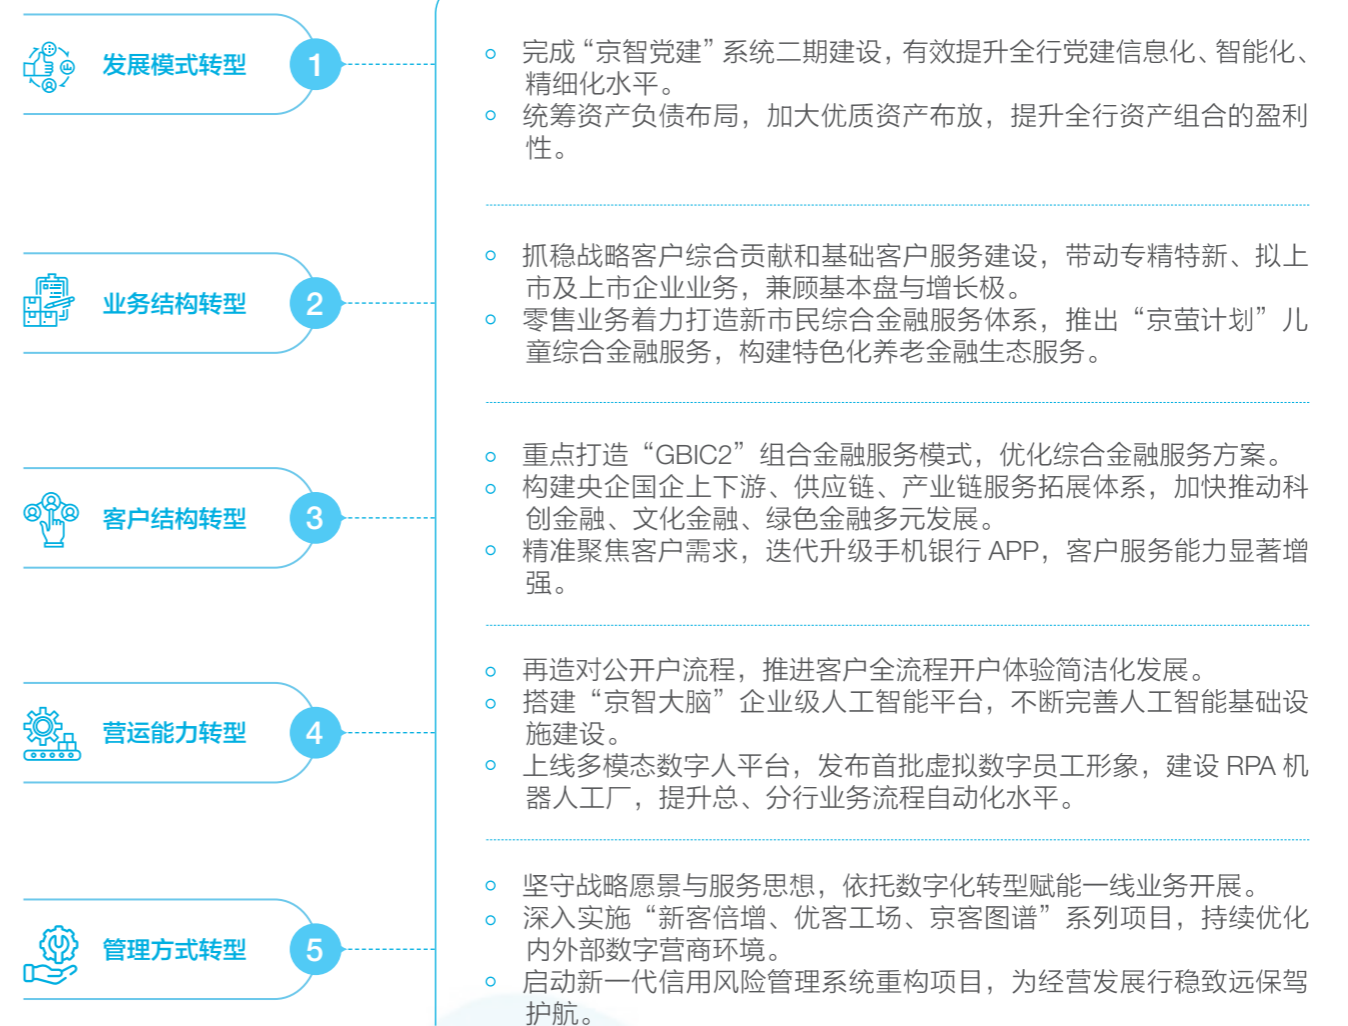 发展模式转型
1
完成“京智党建”系统二期建设，有效提升全行党建信息化、智能化、
精细化水平。
统筹资产负债布局，加大优质资产布放，提升全行资产组合的盈利
性。
业务结构转型
2
抓稳战略客户综合贡献和基础客户服务建设，带动专精特新、拟上
市及上市企业业务，兼顾基本盘与增长极。
零售业务着力打造新市民综合金融服务体系，推出“京萤计划”儿
童综合金融服务，构建特色化养老金融生态服务。
客户结构转型
3
重点打造“GBIC2”组合金融服务模式，优化综合金融服务方案。
构建央企国企上下游、供应链、产业链服务拓展体系，加快推动科
创金融、文化金融、绿色金融多元发展。
精准聚焦客户需求，迭代升级手机银行 APP，客户服务能力显著增
强。
营运能力转型
4
再造对公开户流程，推进客户全流程开户体验简洁化发展。
搭建“京智大脑”企业级人工智能平台，不断完善人工智能基础设
施建设。
上线多模态数字人平台，发布首批虚拟数字员工形象，建设 RPA 机
器人工厂，提升总、分行业务流程自动化水平。
管理方式转型
5
坚守战略愿景与服务思想，依托数字化转型赋能一线业务开展。
深入实施“新客倍增、优客工场、京客图谱”系列项目，持续优化
内外部数字营商环境。
启动新一代信用风险管理系统重构项目，为经营发展行稳致远保驾
护航。